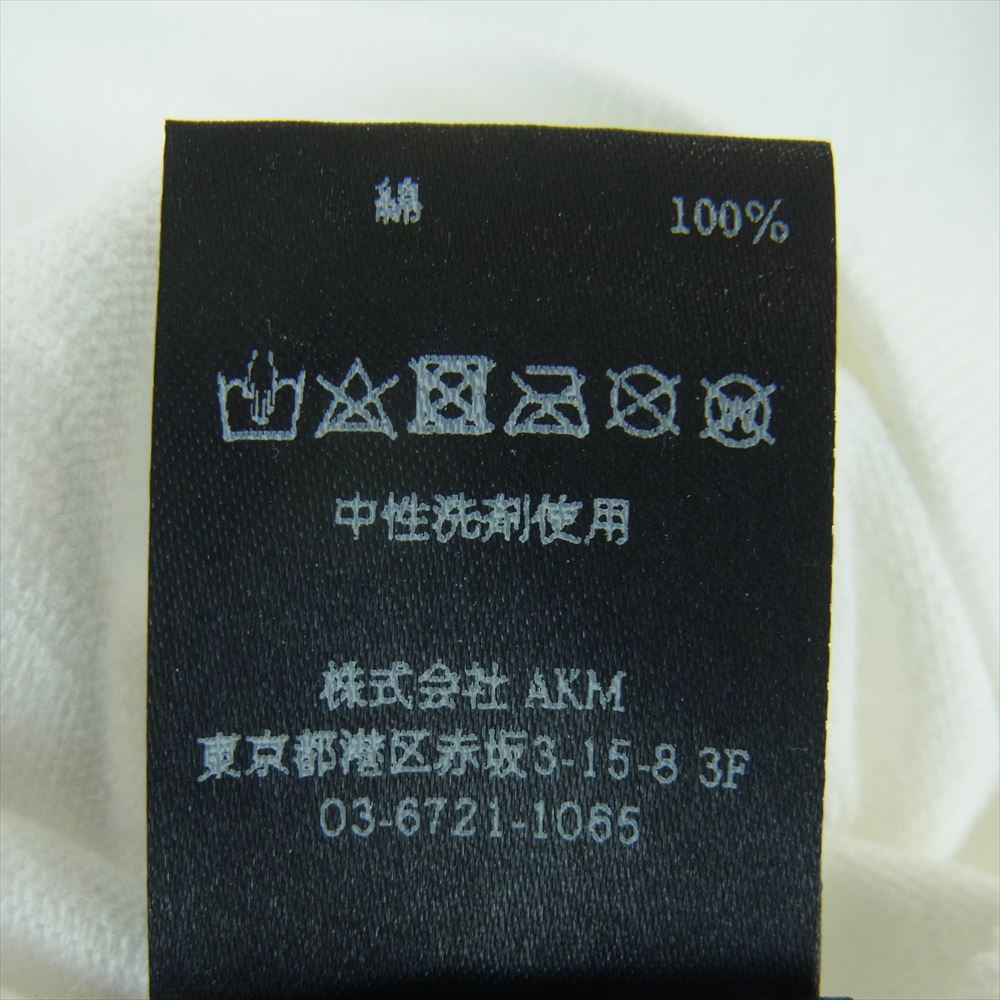 綿 100%
W
中性洗剤使用
株式会社 AKM
東京都港区赤坂3-15-8 3F
03-6721-1065